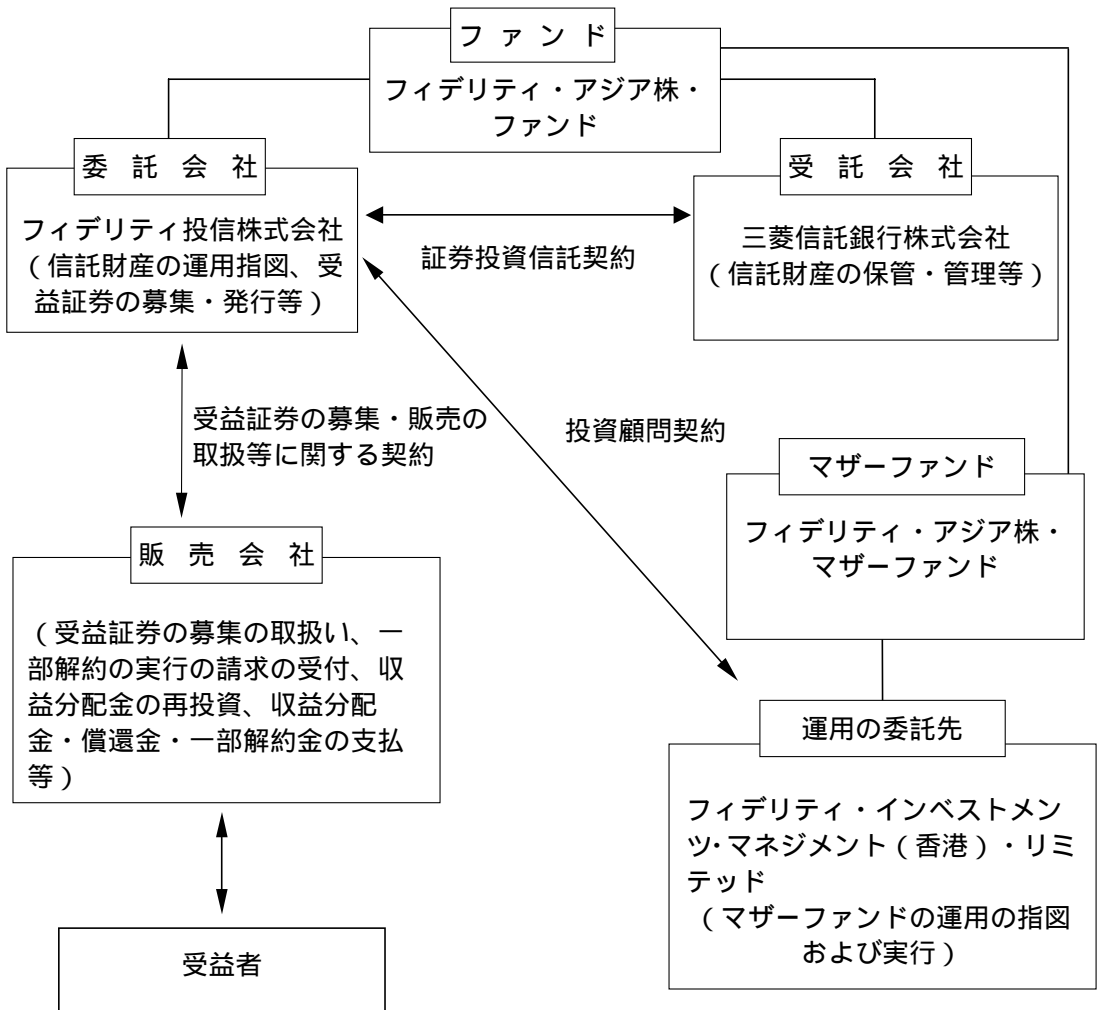 ファンド
フィデリティ・アジア株・
ファンド
委託会社
フィデリティ投信株式会社
(信託財産の運用指図、受
益証券の募集・発行等)
証券投資信託契約
受託会社
三菱信託銀行株式会社
(信託財産の保管・管理等)
受益証券の募集・販売の
取扱等に関する契約
投資顧問契約
マザーファンド
フィデリティ・アジア株・
マザーファンド
販売会社
(受益証券の募集の取扱い、一
部解約の実行の請求の受付、収
益分配金の再投資、収益分配
金・償還金・一部解約金の支払
等)
運用の委託先
フィデリティ・インベストメン
ツ・マネジメント(香港)・リミ
テッド
(マザーファンドの運用の指図
および実行)
受益者